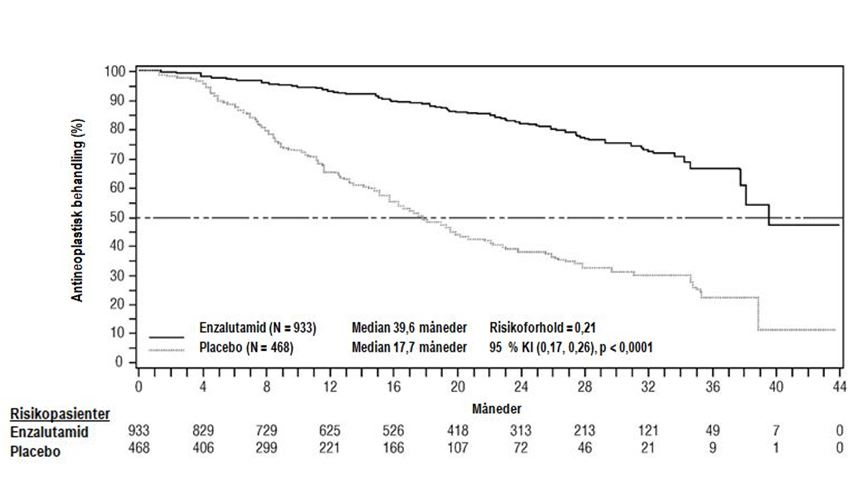 Antineoplastisk behandling (%)
100
90
80
70
60
50
40
30
20
10
0
Enzalutamid (N = 933) Median 39,6 måneder Risikoforhold = 0,21
Placebo (N = 468) Median 17,7 måneder 95 % KI (0,17, 0,26), p < 0,0001
0 4 8 12 16 20 24 28 32 36 40 44
Måneder
Risikopasienter
Enzalutamid 933 829 729 625 526 418 313 213 121 49 7 0
Placebo 468 406 299 221 166 107 72 46 21 9 1 0